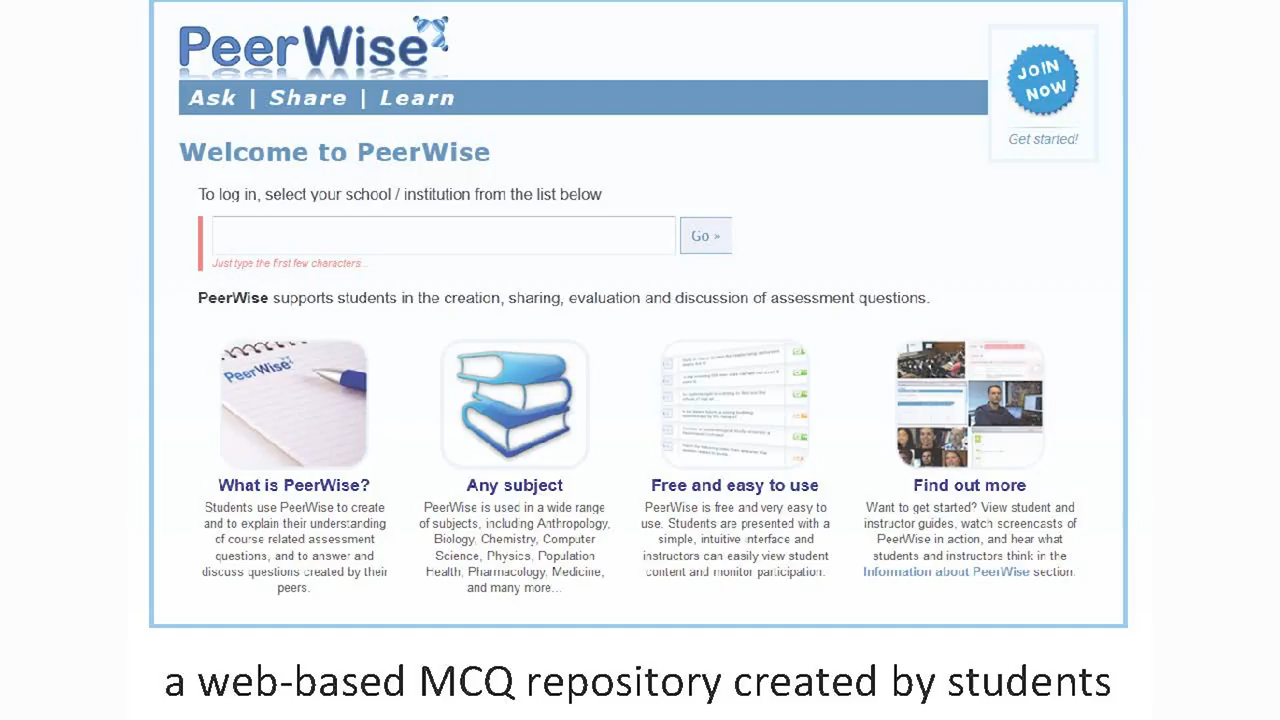 PeerWise
Ask | Share | Learn
JOIN
NOW
Get started!
Welcome to PeerWise
To log in, select your school / institution from the list below
Go »
Just type the first few characters...
PeerWise supports students in the creation, sharing, evaluation and discussion of assessment questions.
PeerWise
What is PeerWise?
Students use PeerWise to create
and to explain their understanding
of course related assessment
questions, and to answer and
discuss questions created by their
peers.
Any subject
PeerWise is used in a wide range
of subjects, including Anthropology,
Biology, Chemistry, Computer
Science, Physics, Population
Health, Pharmacology, Medicine,
and many more...
Free and easy to use
PeerWise is free and very easy to
use. Students are presented with a
simple, intuitive interface and
instructors can easily view student
content and monitor participation.
Find out more
Want to get started? View student and
instructor guides, watch screencasts of
PeerWise in action, and hear what
students and instructors think in the
Information about PeerWise section.
a web-based MCQ repository created by students